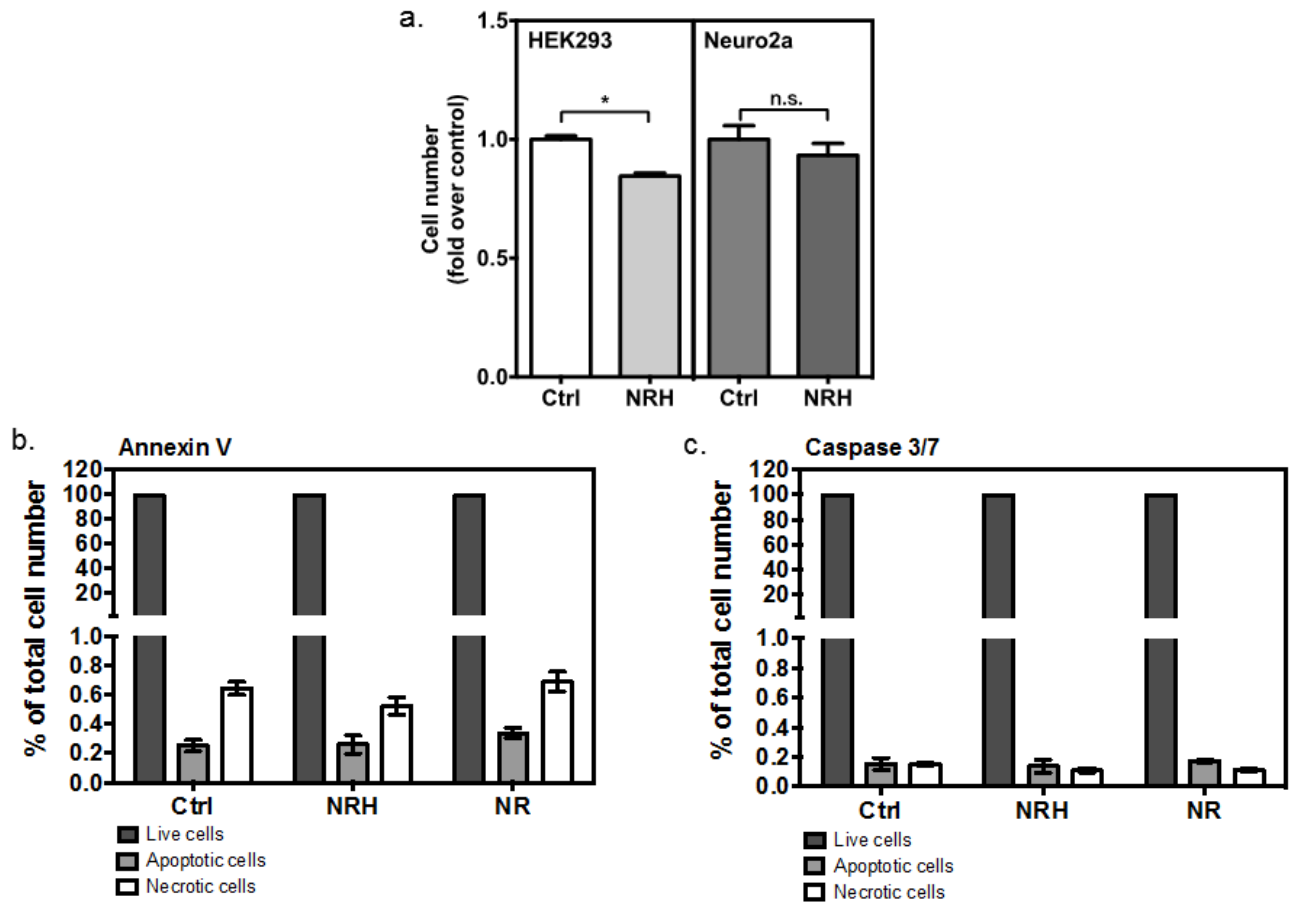 a.
1.5
1.0
0.5
0.0
Cell number
(fold over control)
HEK293
Neuro2a
*
n.s.
Ctrl NRH Ctrl NRH
b.
Annexin V
120
100
80
60
40
20
1.0
0.8
0.6
0.4
0.2
0.0
% of total cell number
Ctrl NRH NR
Live cells
Apoptotic cells
Necrotic cells
c.
Caspase 3/7
120
100
80
60
40
20
1.0
0.8
0.6
0.4
0.2
0.0
% of total cell number
Ctrl NRH NR
Live cells
Apoptotic cells
Necrotic cells